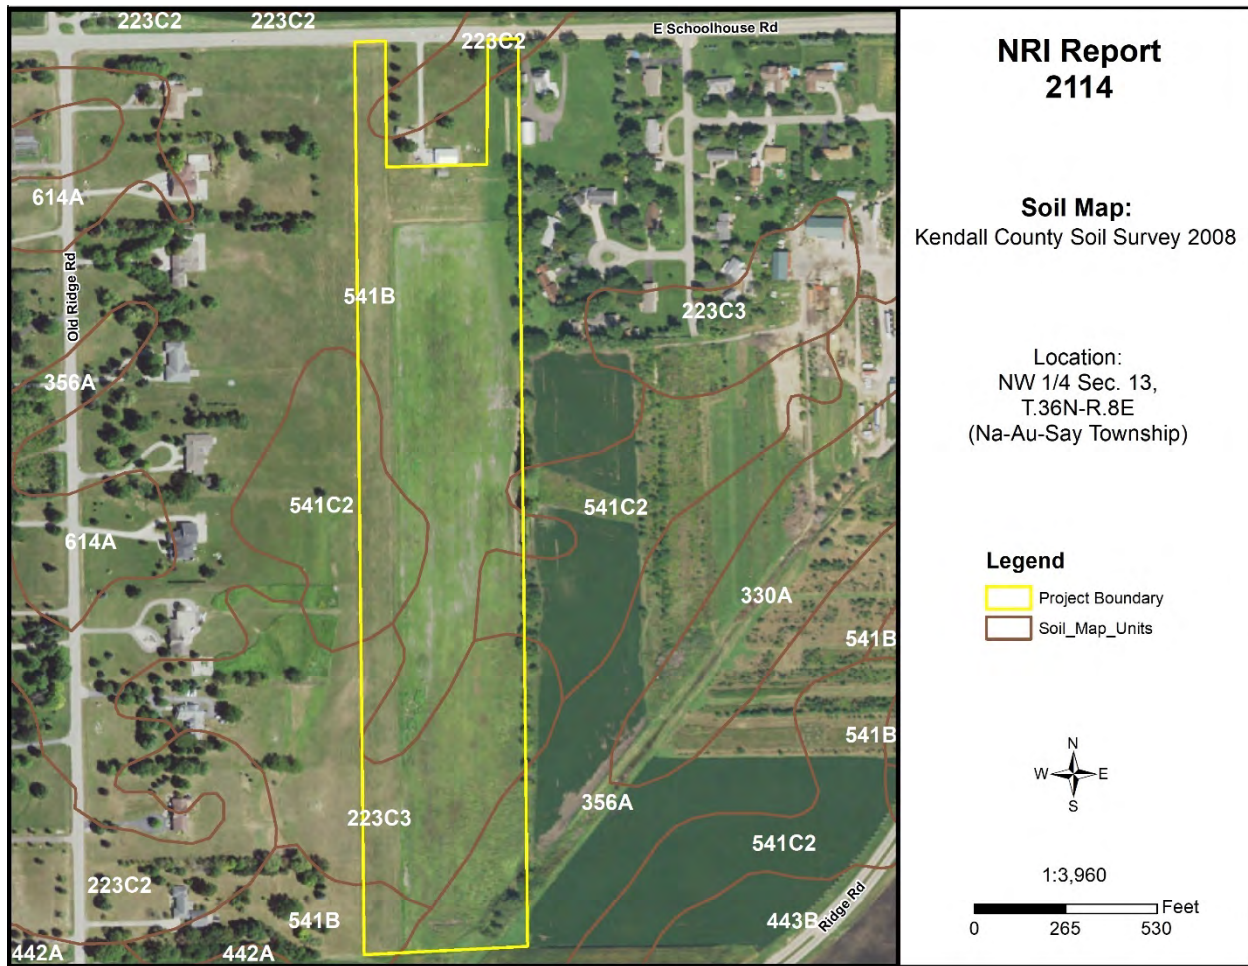 223C2
223C2
E Schoolhouse Rd
223C2
614A
Old Ridge Rd
541B
223C3
356A
541C2
541C2
614A
330A
541B
541B
356A
223C3
541C2
223C2
541B
443B
Ridge Rd
442A
442A
NRI Report
2114
Soil Map:
Kendall County Soil Survey 2008
Location:
NW 1/4 Sec. 13,
T.36N-R.8E
(Na-Au-Say Township)
Legend
Project Boundary
Soil_Map_Units
N
W
E
S
1:3,960
Feet
0
265
530